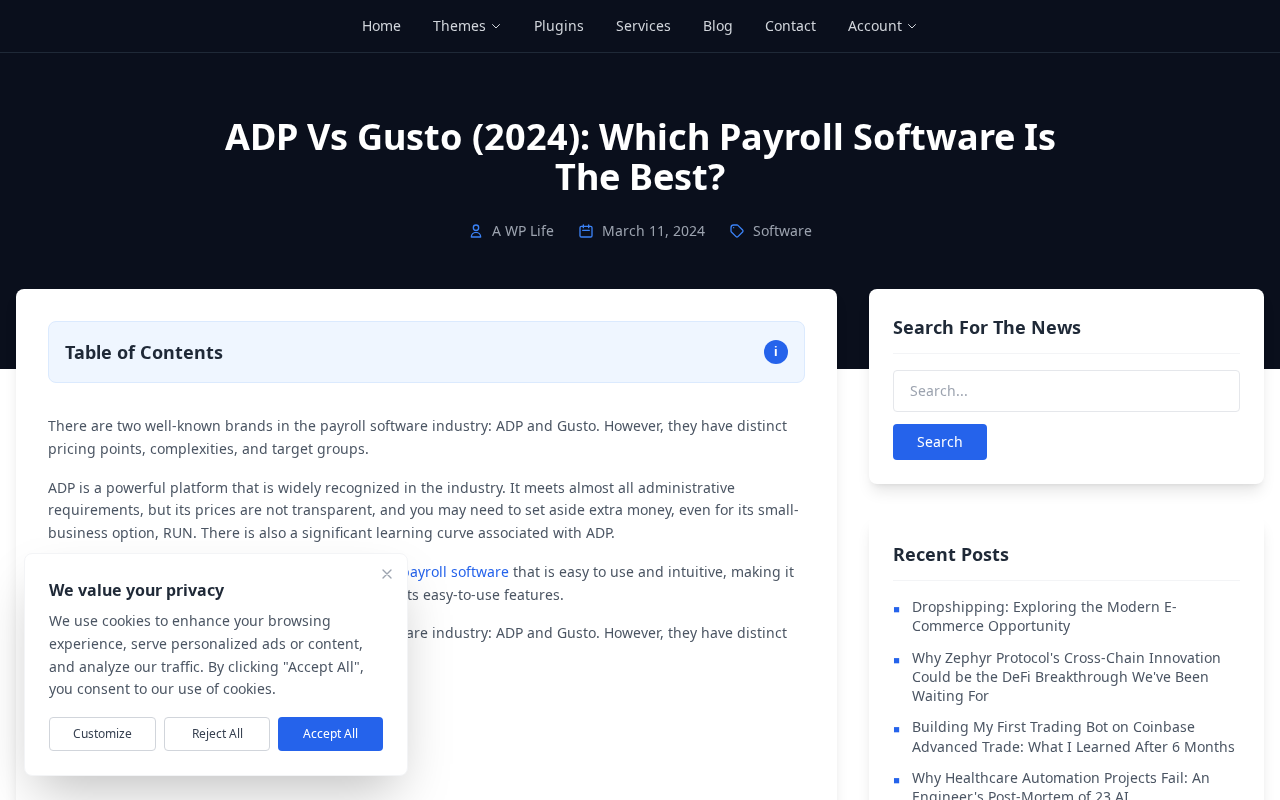 Home Themes Plugins Services Blog Contact Account
ADP Vs Gusto (2024): Which Payroll Software Is
The Best?
A WP Life March 11, 2024 Software
Table of Contents
i
There are two well-known brands in the payroll software industry: ADP and Gusto. However, they have distinct
pricing points, complexities, and target groups.
ADP is a powerful platform that is widely recognized in the industry. It meets almost all administrative
requirements, but its prices are not transparent, and you may need to set aside extra money, even for its small-
business option, RUN. There is also a significant learning curve associated with ADP.
payroll software that is easy to use and intuitive, making it
its easy-to-use features.
industry: ADP and Gusto. However, they have distinct
We value your privacy
We use cookies to enhance your browsing
experience, serve personalized ads or content,
and analyze our traffic. By clicking "Accept All",
you consent to our use of cookies.
Customize Reject All Accept All
Search For The News
Search...
Search
Recent Posts
Dropshipping: Exploring the Modern E-
Commerce Opportunity
Why Zephyr Protocol's Cross-Chain Innovation
Could be the DeFi Breakthrough We've Been
Waiting For
Building My First Trading Bot on Coinbase
Advanced Trade: What I Learned After 6 Months
Why Healthcare Automation Projects Fail: An
Engineer's Post-Mortem of 23 AI